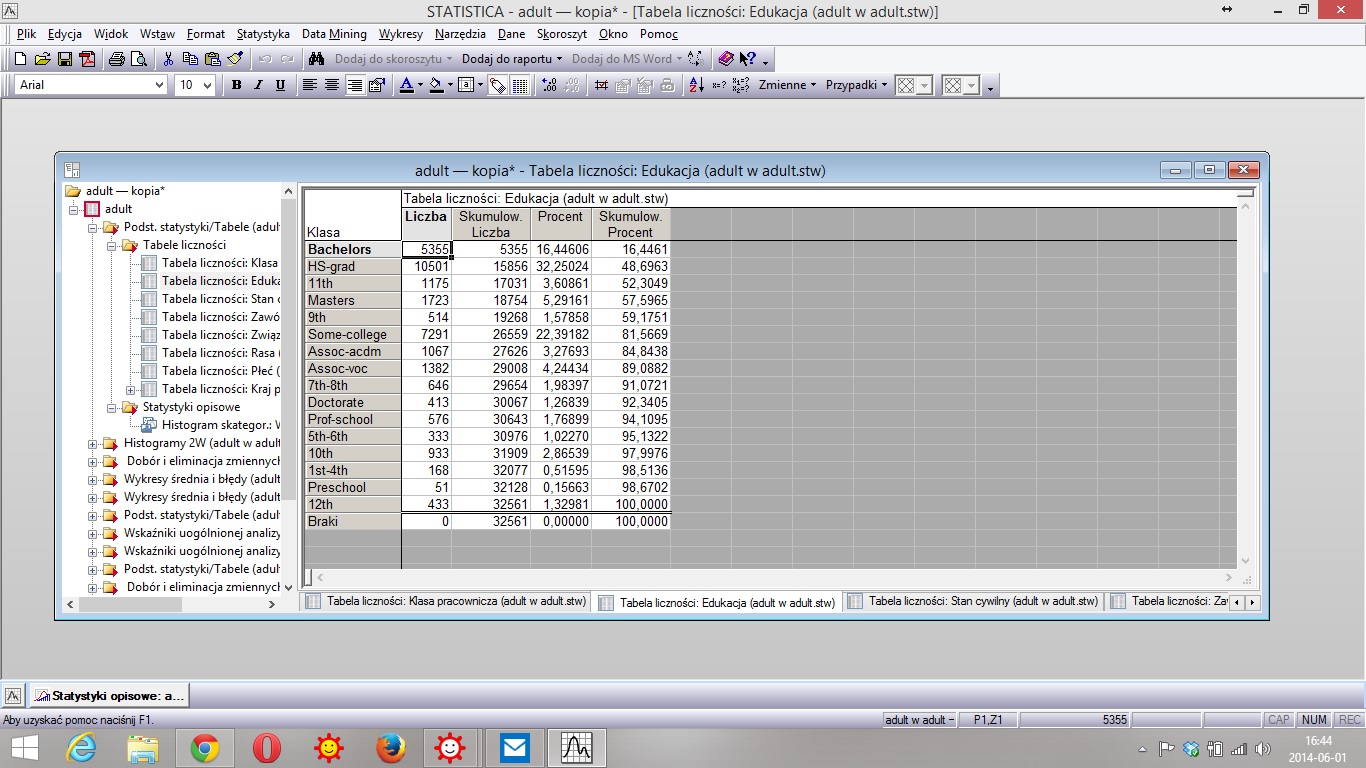 STATISTICA - adult — kopia* - [Tabela liczności: Edukacja (adult w adult.stw)]
Plik Edycja Widok Wstaw Format Statystyka Data Mining Wykresy Narzędzia Dane Skoroszyt Okno Pomoc
Dodaj do skoroszytu Dodaj do raportu Dodaj do MS Word
Arial 10 B I U Zmienne Przypadki
adult — kopia* - Tabela liczności: Edukacja (adult w adult.stw)
adult — kopia*
adult
Podst. statystyki/Tabele (adul
Tabele liczności
Tabela liczności: Klasa
Tabela liczności: Eduka
Tabela liczności: Stan c
Tabela liczności: Zawó
Tabela liczności: Związ
Tabela liczności: Rasa (
Tabela liczności: Płeć (
Tabela liczności: Kraj p
Statystyki opisowe
Histogram skategor.: W
Histogramy 2W (adult w adult
Dobór i eliminacja zmiennych
Wykresy średnia i błędy (adult
Wykresy średnia i błędy (adult
Podst. statystyki/Tabele (adul
Wskaźniki uogólnionej analizy
Wskaźniki uogólnionej analizy
Podst. statystyki/Tabele (adul
Dobór i eliminacja zmiennych
Tabela liczności: Edukacja (adult w adult.stw)
Klasa Liczba Skumulow. Liczba Procent Skumulow. Procent
Bachelors 5355 5355 16,44606 16,4461
HS-grad 10501 15856 32,25024 48,6963
11th 1175 17031 3,60861 52,3049
Masters 1723 18754 5,29161 57,5965
9th 514 19268 1,57858 59,1751
Some-college 7291 26559 22,39182 81,5669
Assoc-acdm 1067 27626 3,27693 84,8438
Assoc-voc 1382 29008 4,24434 89,0882
7th-8th 646 29654 1,98397 91,0721
Doctorate 413 30067 1,26839 92,3405
Prof-school 576 30643 1,76899 94,1095
5th-6th 333 30976 1,02270 95,1322
10th 933 31909 2,86539 97,9976
1st-4th 168 32077 0,51595 98,5136
Preschool 51 32128 0,15663 98,6702
12th 433 32561 1,32981 100,0000
Braki 0 32561 0,00000 100,0000
Tabela liczności: Klasa pracownicza (adult w adult.stw) Tabela liczności: Edukacja (adult w adult.stw) Tabela liczności: Stan cywilny (adult w adult.stw) Tabela liczności: Za
Statystyki opisowe: a...
Aby uzyskać pomoc naciśnij F1. adult w adult – P1,Z1 5355 CAP NUM REC
16:44
2014-06-01